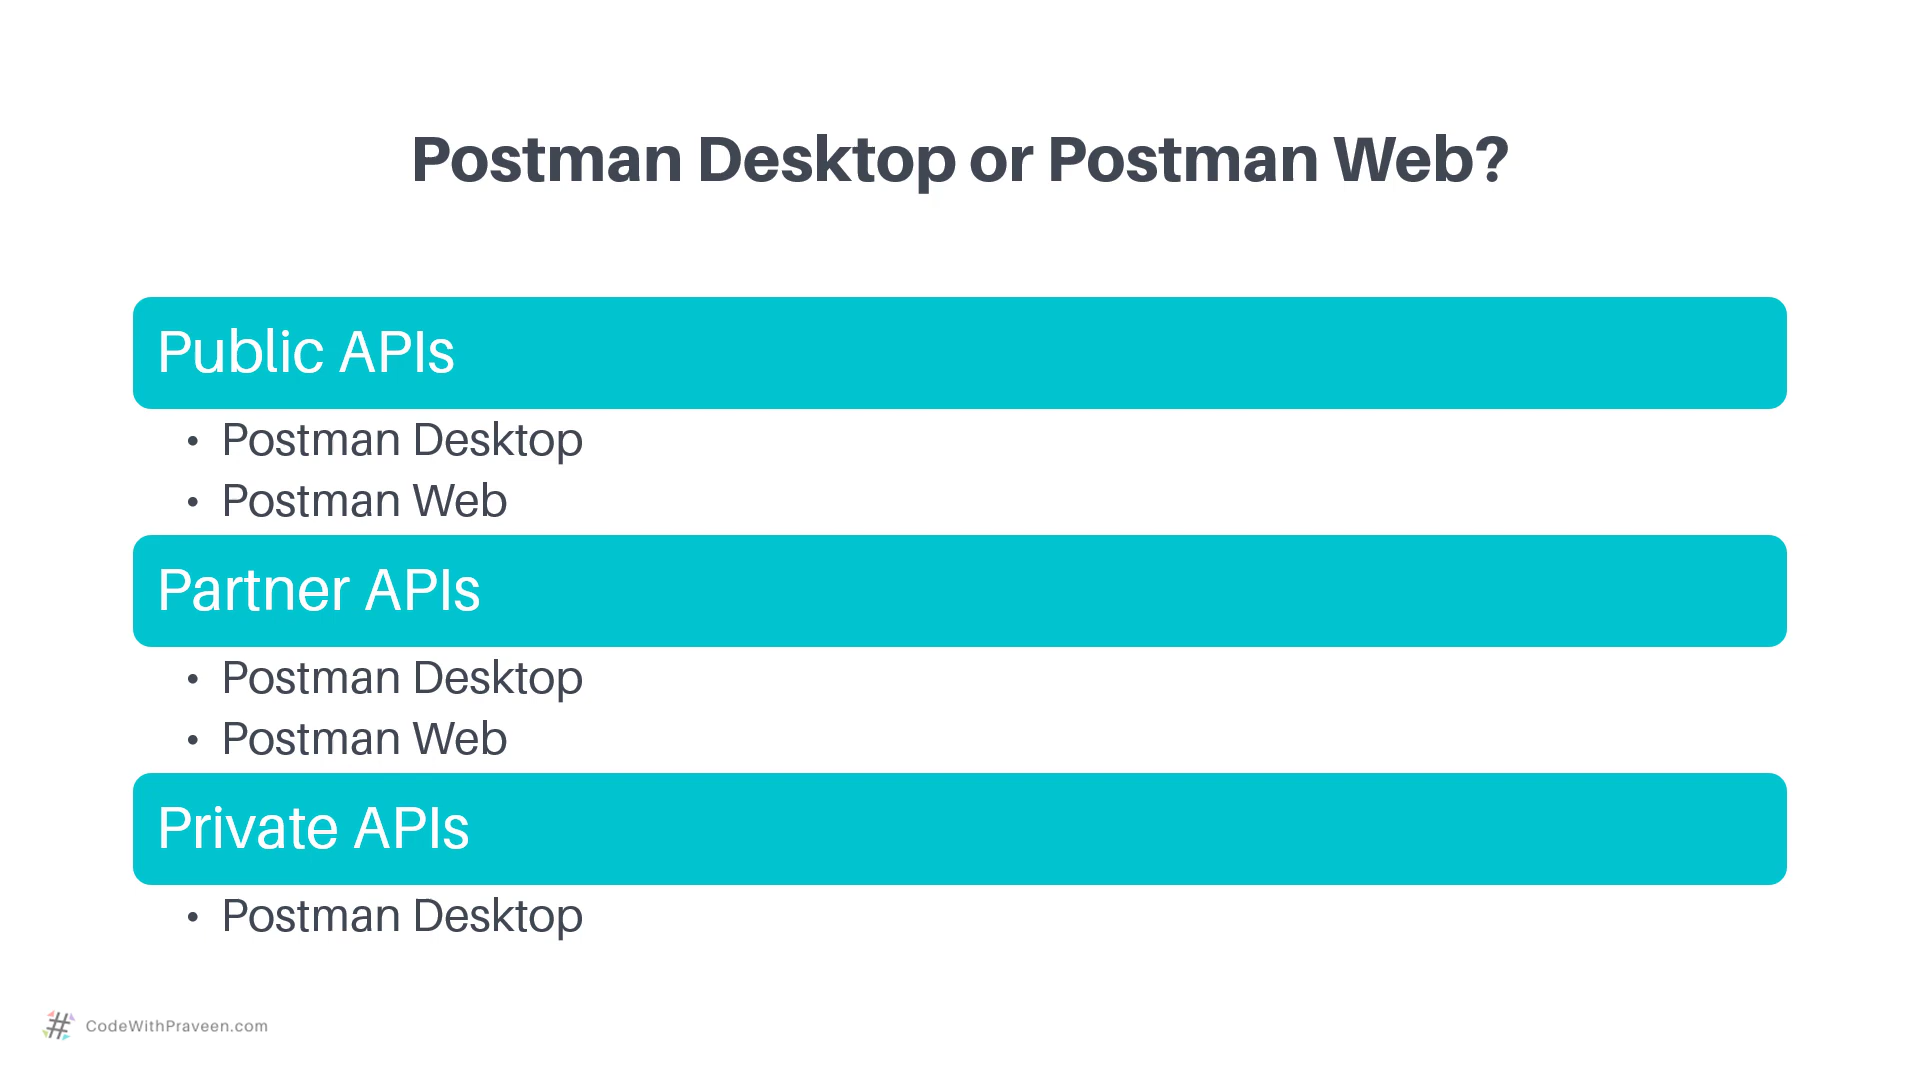 Postman Desktop or Postman Web?
Public APIs
• Postman Desktop
• Postman Web
Partner APIs
• Postman Desktop
• Postman Web
Private APIs
• Postman Desktop
# CodeWithPraveen.com